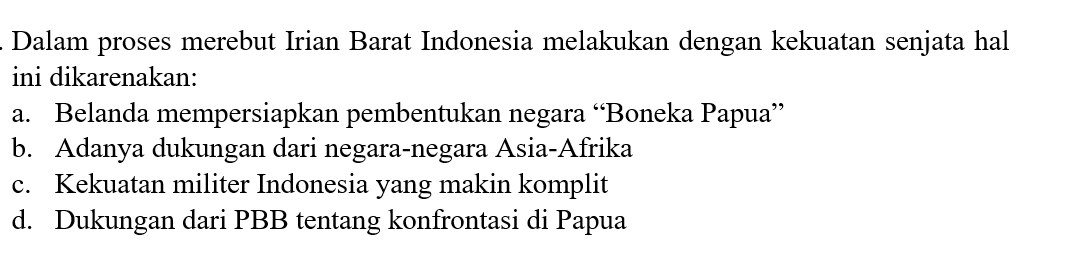 . Dalam proses merebut Irian Barat Indonesia melakukan dengan kekuatan senjata hal
ini dikarenakan:
a. Belanda mempersiapkan pembentukan negara “Boneka Papua”
b. Adanya dukungan dari negara-negara Asia-Afrika
c. Kekuatan militer Indonesia yang makin komplit
d. Dukungan dari PBB tentang konfrontasi di Papua